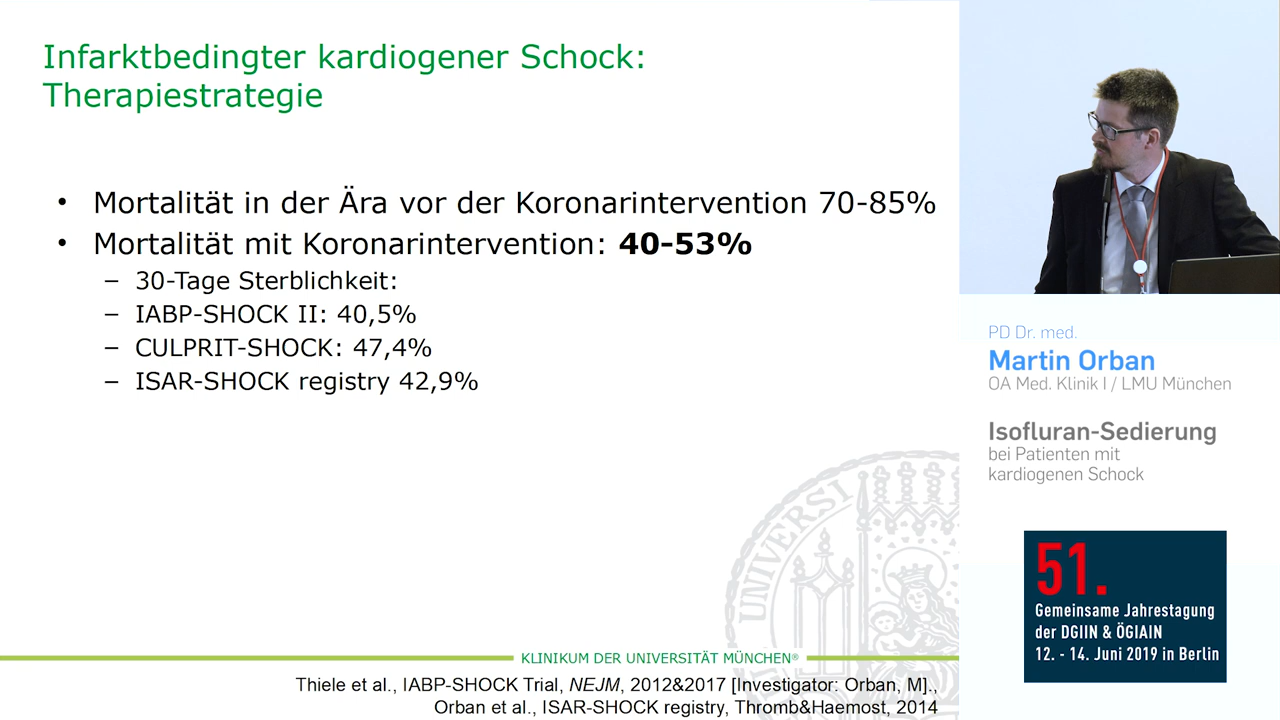 Infarktbedingter kardiogener Schock:
Therapiestrategie
• Mortalität in der Ära vor der Koronarintervention 70-85%
• Mortalität mit Koronarintervention: 40-53%
– 30-Tage Sterblichkeit:
– IABP-SHOCK II: 40,5%
– CULPRIT-SHOCK: 47,4%
– ISAR-SHOCK registry 42,9%
KLINIKUM DER UNIVERSITÄT MÜNCHEN®
Thiele et al., IABP-SHOCK Trial, NEJM, 2012&2017 [Investigator: Orban, M].,
Orban et al., ISAR-SHOCK registry, Thromb&Haemost, 2014
UNIVERSI
PD Dr. med.
Martin Orban
OA Med. Klinik I / LMU München
Isofluran-Sedierung
bei Patienten mit
kardiogenen Schock
51.
Gemeinsame Jahrestagung
der DGIIN & ÖGIAIN
12. - 14. Juni 2019 in Berlin